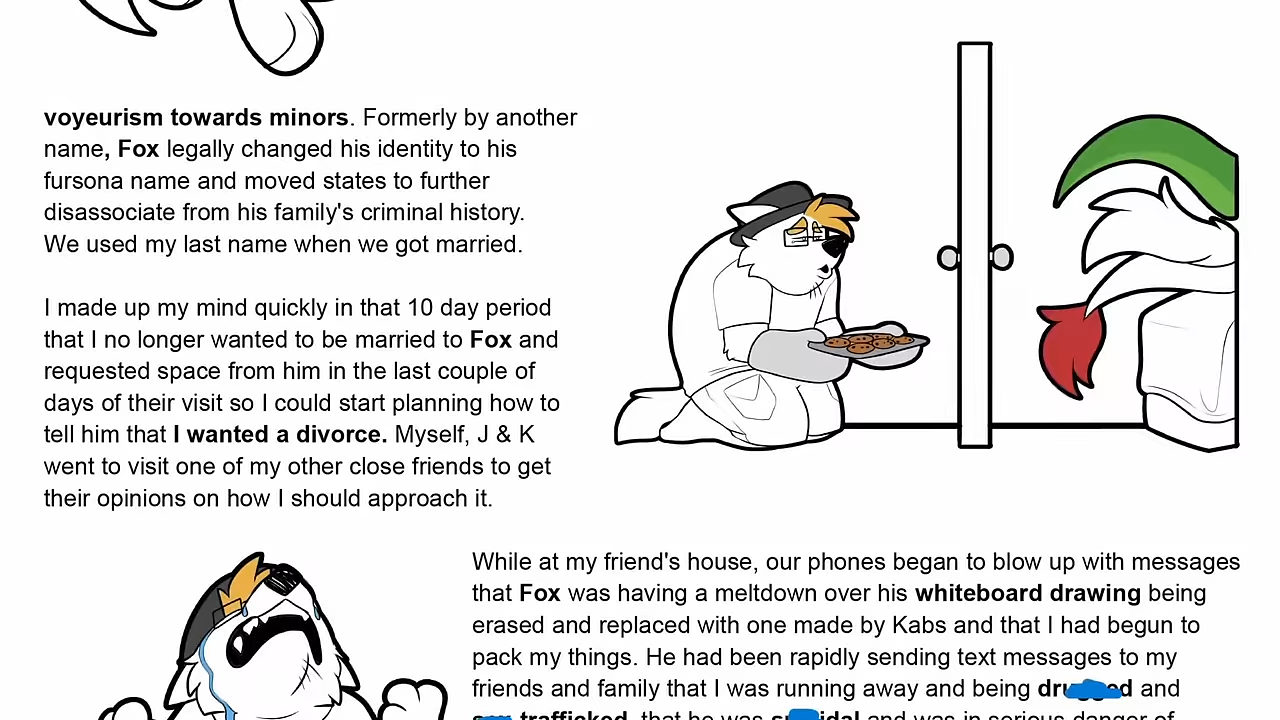 voyeurism towards minors. Formerly by another
name, Fox legally changed his identity to his
fursona name and moved states to further
disassociate from his family's criminal history.
We used my last name when we got married.
I made up my mind quickly in that 10 day period
that I no longer wanted to be married to Fox and
requested space from him in the last couple of
days of their visit so I could start planning how to
tell him that I wanted a divorce. Myself, J & K
went to visit one of my other close friends to get
their opinions on how I should approach it.
While at my friend's house, our phones began to blow up with messages
that Fox was having a meltdown over his whiteboard drawing being
erased and replaced with one made by Kabs and that I had begun to
pack my things. He had been rapidly sending text messages to my
friends and family that I was running away and being and
trafficked, that he was and was in serious danger of